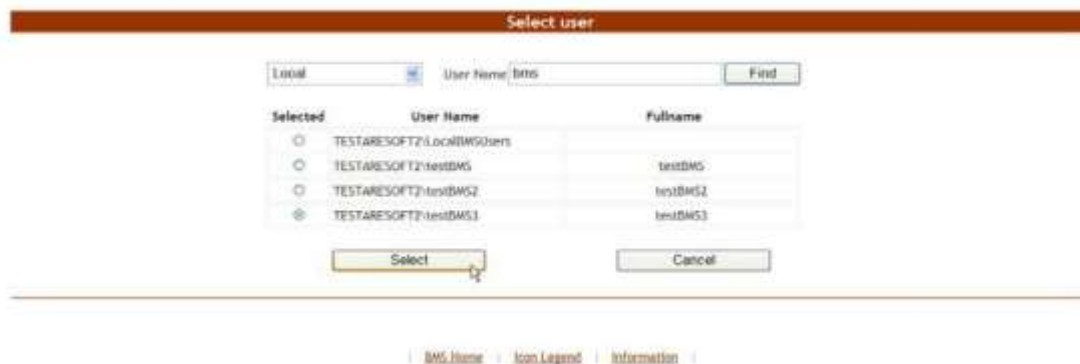 Select user
Local User Name bms Find
Selected User Name Fullname
TESTARESOFT2\LocalBMSUsers
TESTARESOFT2\testBMS testBMS
TESTARESOFT2\testBMS2 testBMS2
TESTARESOFT2\testBMS3 testBMS3
Select Cancel
| BMS Home | Icon Legend | Information |